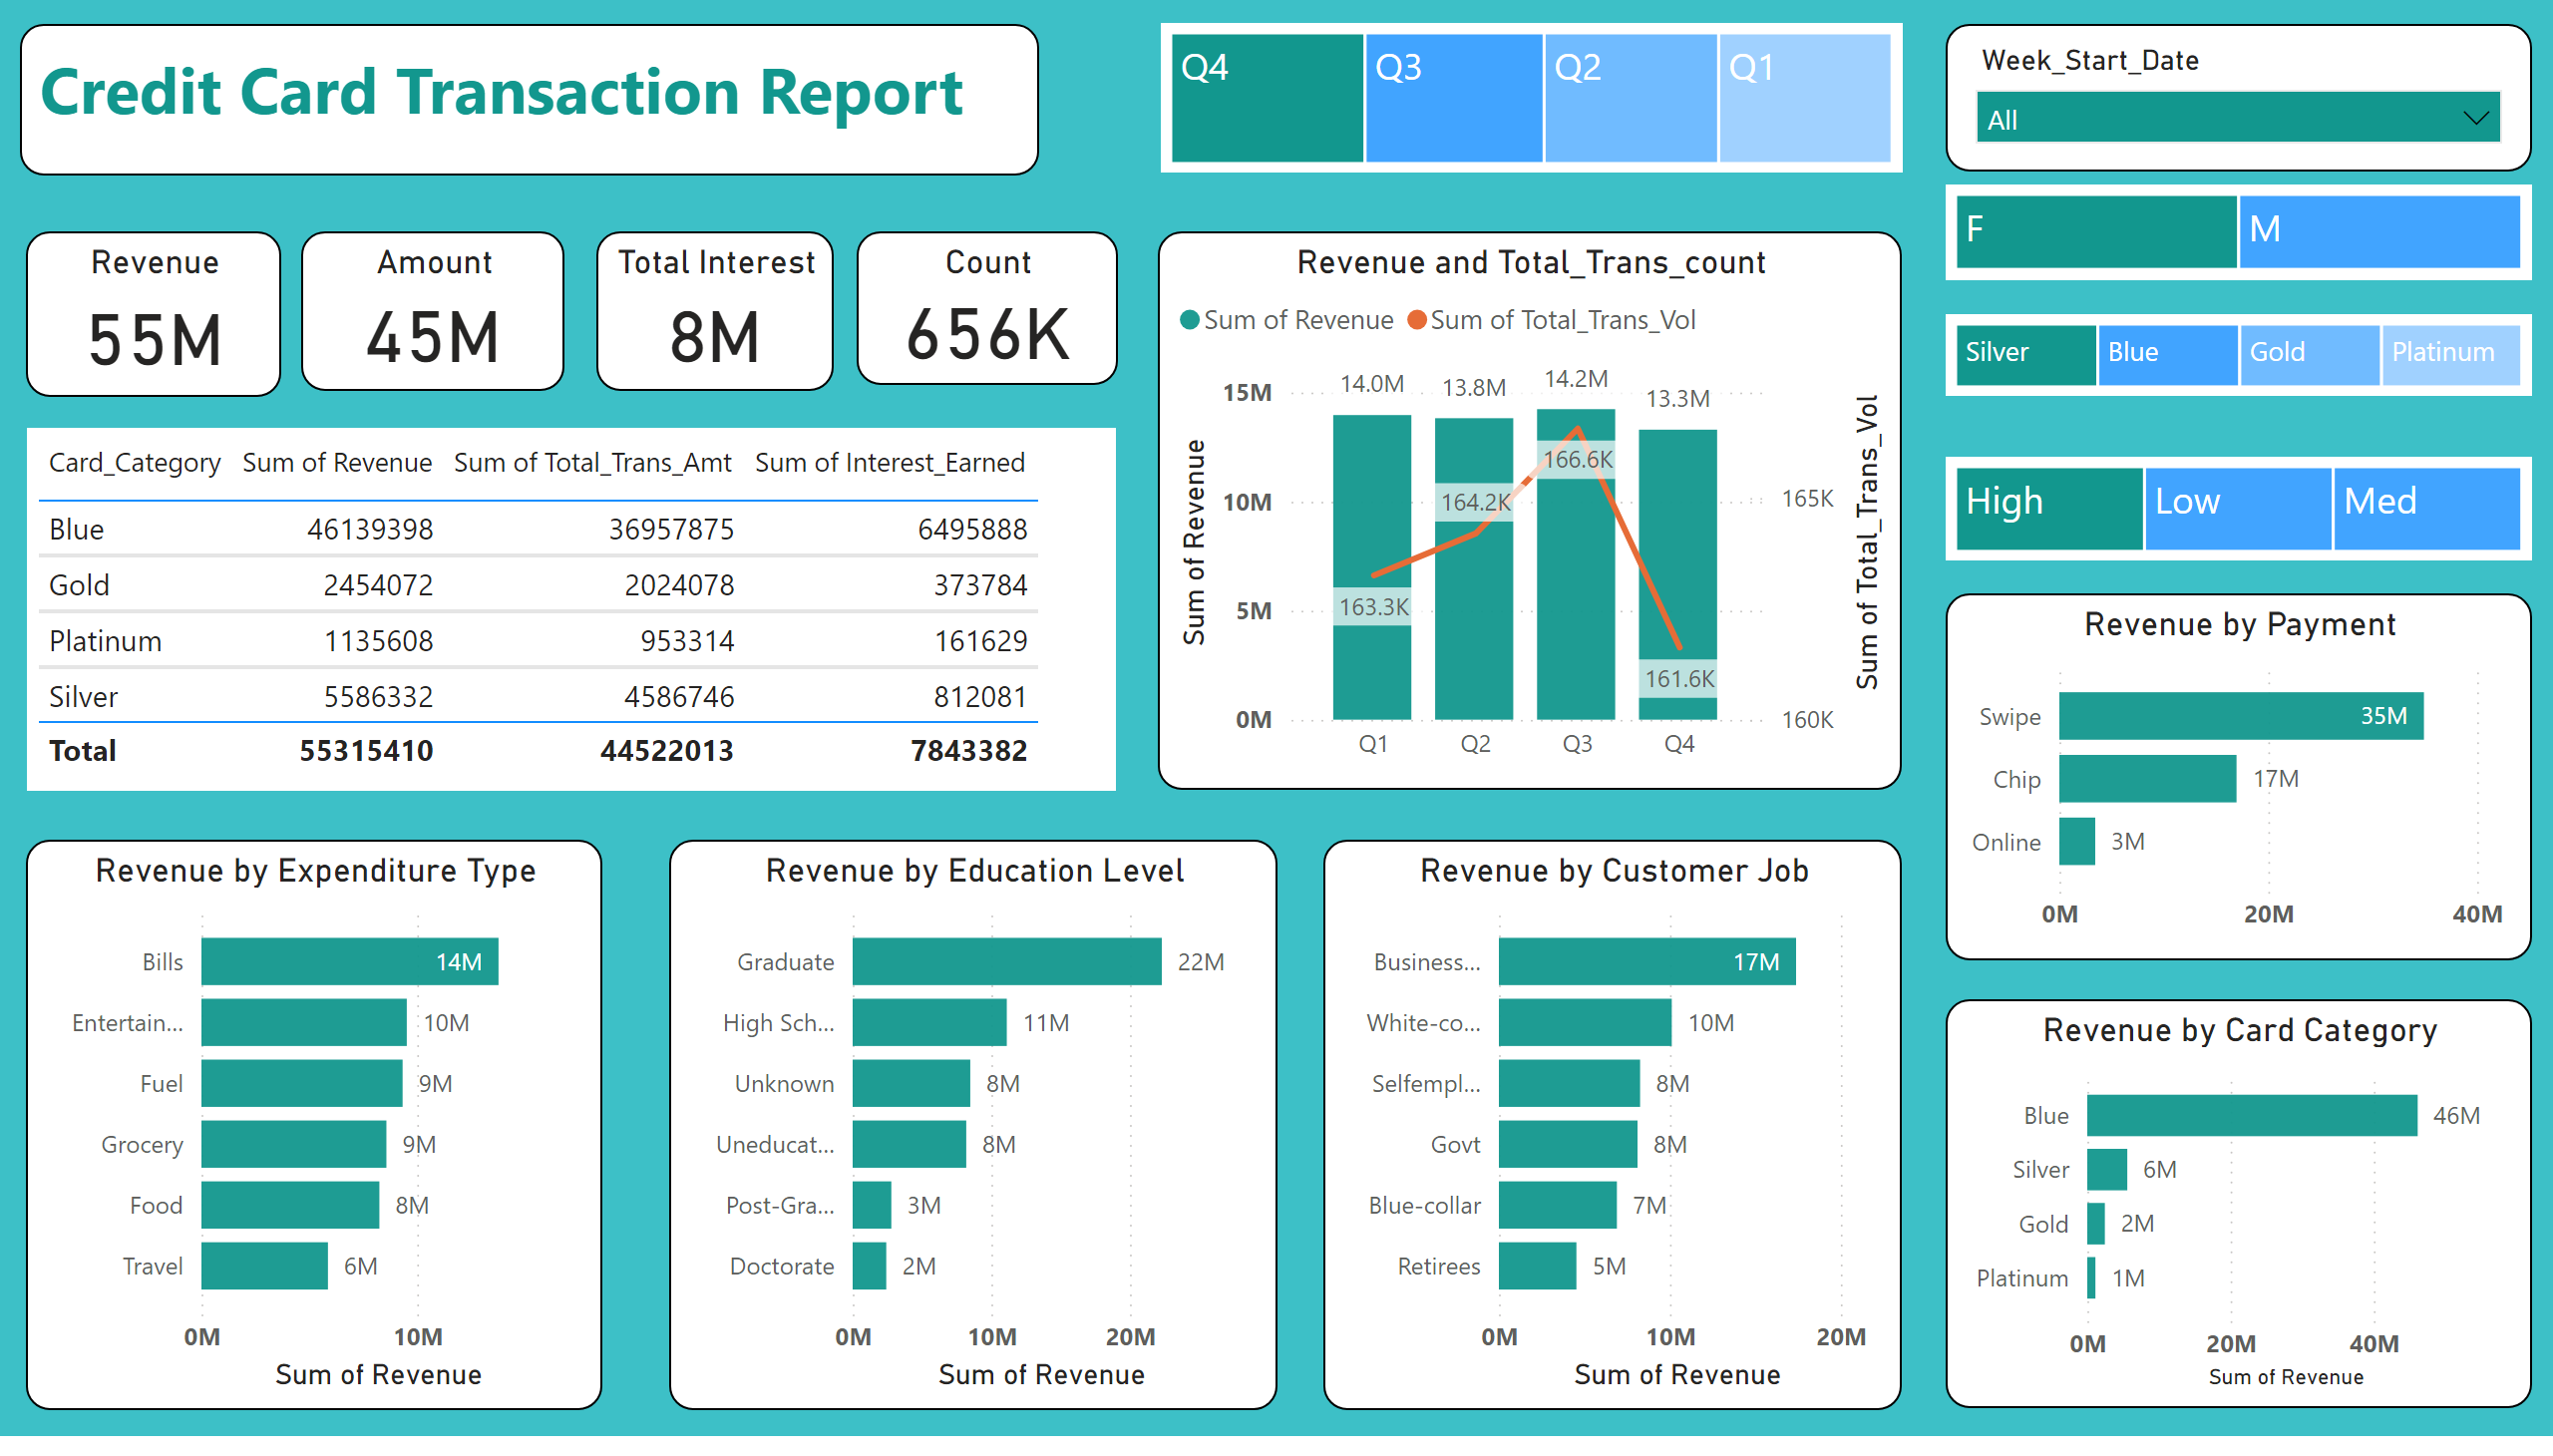 Credit Card Transaction Report
Q4 Q3 Q2 Q1
Week_Start_Date
All
F M
Silver Blue Gold Platinum
High Low Med
Revenue
55M
Amount
45M
Total Interest
8M
Count
656K
Card_Category Sum of Revenue Sum of Total_Trans_Amt Sum of Interest_Earned
Blue 46139398 36957875 6495888
Gold 2454072 2024078 373784
Platinum 1135608 953314 161629
Silver 5586332 4586746 812081
Total 55315410 44522013 7843382
Revenue and Total_Trans_count
Sum of Revenue Sum of Total_Trans_Vol
Sum of Revenue
15M
10M
5M
0M
14.0M 13.8M 14.2M 13.3M
163.3K 164.2K 166.6K 161.6K
165K
160K
Sum of Total_Trans_Vol
Q1 Q2 Q3 Q4
Revenue by Payment
Swipe 35M
Chip 17M
Online 3M
0M 20M 40M
Revenue by Expenditure Type
Bills 14M
Entertain... 10M
Fuel 9M
Grocery 9M
Food 8M
Travel 6M
0M 10M
Sum of Revenue
Revenue by Education Level
Graduate 22M
High Sch... 11M
Unknown 8M
Uneducat... 8M
Post-Gra... 3M
Doctorate 2M
0M 10M 20M
Sum of Revenue
Revenue by Customer Job
Business... 17M
White-co... 10M
Selfempl... 8M
Govt 8M
Blue-collar 7M
Retirees 5M
0M 10M 20M
Sum of Revenue
Revenue by Card Category
Blue 46M
Silver 6M
Gold 2M
Platinum 1M
0M 20M 40M
Sum of Revenue